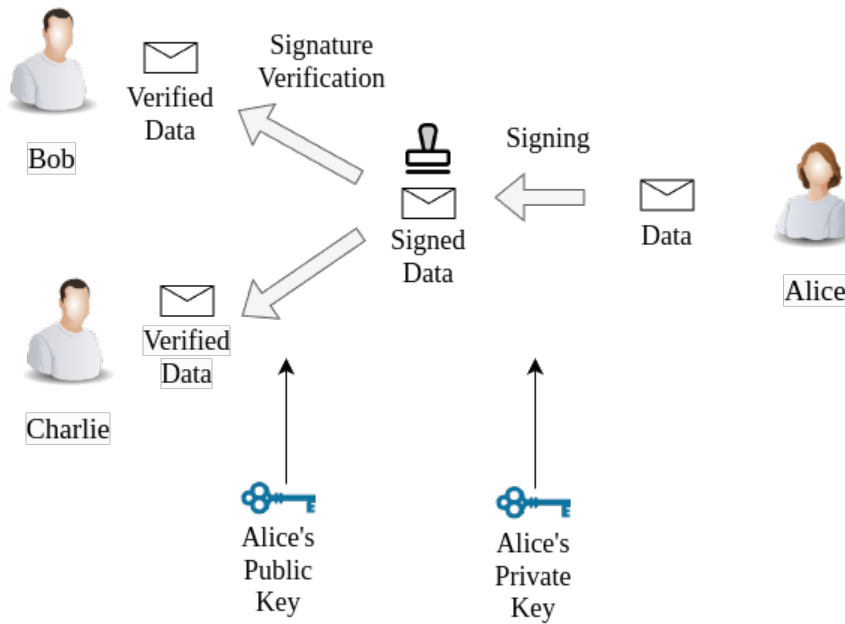 Signature
Verification
Verified
Data
Bob
Signing
Signed
Data
Data
Alice
Verified
Data
Charlie
Alice's
Public
Key
Alice's
Private
Key